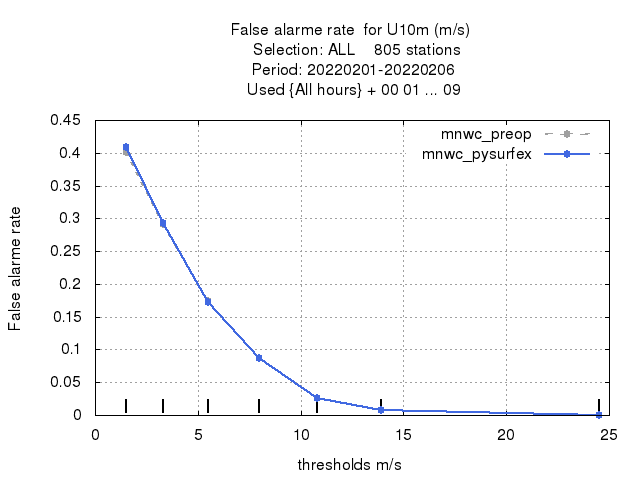 False alarme rate  for U10m (m/s)
Selection: ALL    805 stations
Period: 20220201-20220206
Used {All hours} + 00 01 ... 09
mnwc_preop
mnwc_pysurfex
0.45
0.4
0.35
0.3
0.25
0.2
0.15
0.1
0.05
0
False alarme rate
0 5 10 15 20 25
thresholds m/s